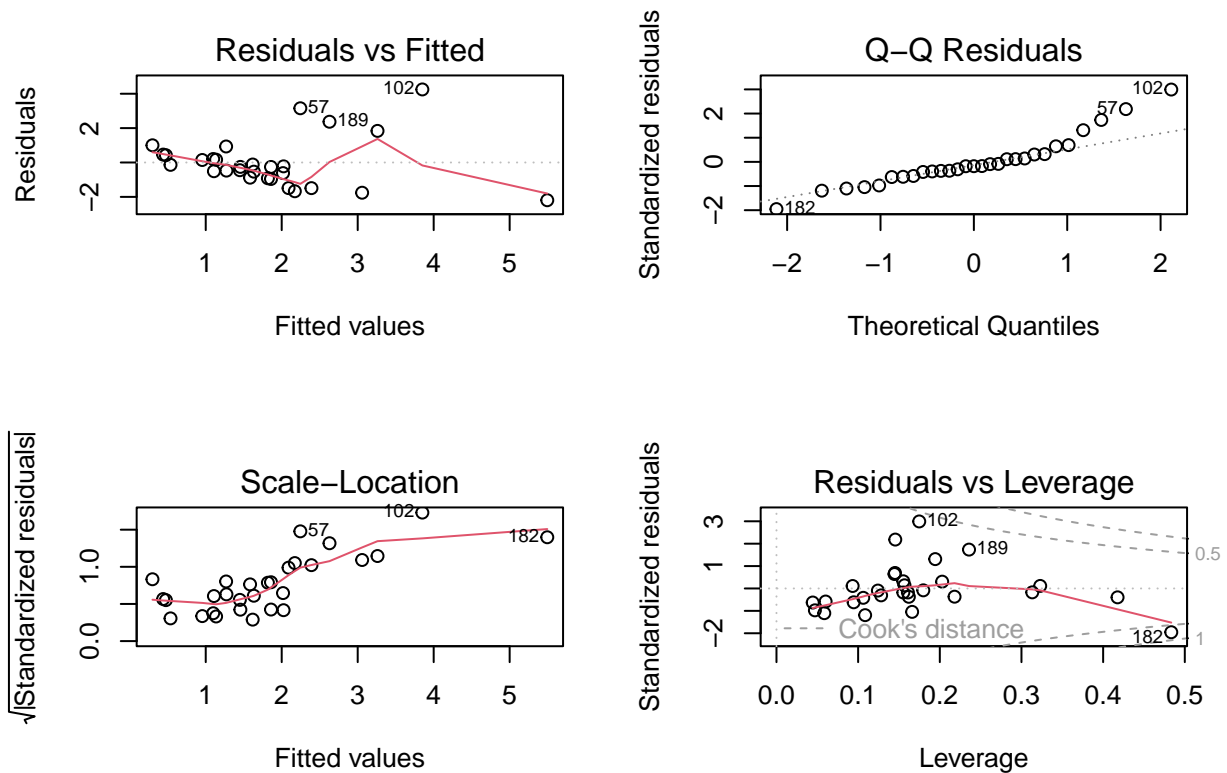 Residuals vs Fitted
Residuals
2
−2
57
189
102
1 2 3 4 5
Fitted values
Q−Q Residuals
Standardized residuals
2
0
−2
102
57
182
−2 −1 0 1 2
Theoretical Quantiles
Scale−Location
√|Standardized residuals|
1.0
0.0
57
102
182
1 2 3 4 5
Fitted values
Residuals vs Leverage
Standardized residuals
3
1
−2
102
189
182
0.5
1
Cook's distance
0.0 0.1 0.2 0.3 0.4 0.5
Leverage